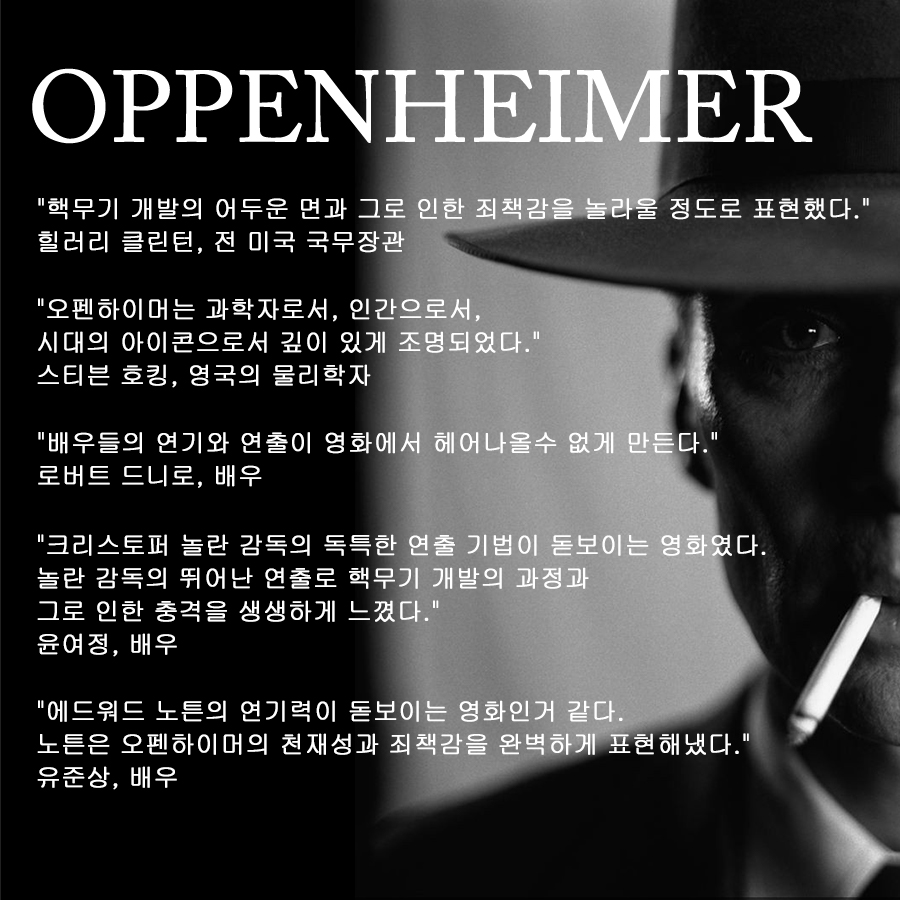 OPPENHEIMER
"핵무기 개발의 어두운 면과 그로 인한 죄책감을 놀라울 정도로 표현했다."
힐러리 클린턴, 전 미국 국무장관
"오펜하이머는 과학자로서, 인간으로서,
시대의 아이콘으로서 깊이 있게 조명되었다."
스티븐 호킹, 영국의 물리학자
"배우들의 연기와 연출이 영화에서 헤어나올수 없게 만든다."
로버트 드니로, 배우
"크리스토퍼 놀란 감독의 독특한 연출 기법이 돋보이는 영화였다.
놀란 감독의 뛰어난 연출로 핵무기 개발의 과정과
그로 인한 충격을 생생하게 느꼈다."
윤여정, 배우
"에드워드 노튼의 연기력이 돋보이는 영화인거 같다.
노튼은 오펜하이머의 천재성과 죄책감을 완벽하게 표현해냈다."
유준상, 배우